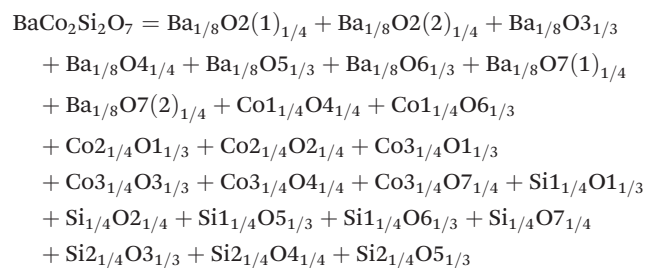 BaCo₂Si₂O₇ = Ba₁/₈O2(1)₁/₄ + Ba₁/₈O2(2)₁/₄ + Ba₁/₈O3₁/₃
+ Ba₁/₈O4₁/₄ + Ba₁/₈O5₁/₃ + Ba₁/₈O6₁/₃ + Ba₁/₈O7(1)₁/₄
+ Ba₁/₈O7(2)₁/₄ + Co1₁/₄O4₁/₄ + Co1₁/₄O6₁/₃
+ Co2₁/₄O1₁/₃ + Co2₁/₄O2₁/₄ + Co3₁/₄O1₁/₃
+ Co3₁/₄O3₁/₃ + Co3₁/₄O4₁/₄ + Co3₁/₄O7₁/₄ + Si1₁/₄O1₁/₃
+ Si₁/₄O2₁/₄ + Si1₁/₄O5₁/₃ + Si1₁/₄O6₁/₃ + Si₁/₄O7₁/₄
+ Si2₁/₄O3₁/₃ + Si2₁/₄O4₁/₄ + Si2₁/₄O5₁/₃